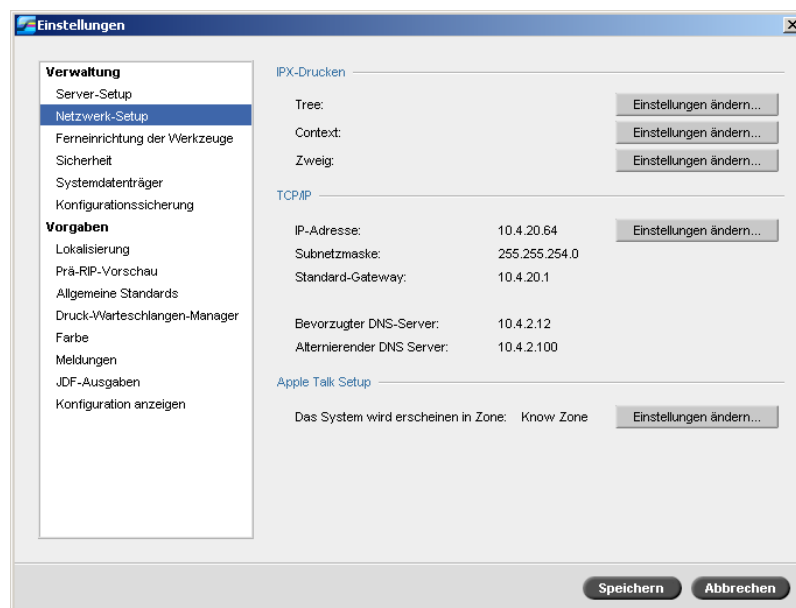 Einstellungen
Verwaltung
Server-Setup
Netzwerk-Setup
Ferneinrichtung der Werkzeuge
Sicherheit
Systemdatenträger
Konfigurationssicherung
Vorgaben
Lokalisierung
Prä-RIP-Vorschau
Allgemeine Standards
Druck-Warteschlangen-Manager
Farbe
Meldungen
JDF-Ausgaben
Konfiguration anzeigen
IPX-Drucken
Tree: Einstellungen ändern...
Context: Einstellungen ändern...
Zweig: Einstellungen ändern...
TCP/IP
IP-Adresse: 10.4.20.64 Einstellungen ändern...
Subnetzmaske: 255.255.254.0
Standard-Gateway: 10.4.20.1
Bevorzugter DNS-Server: 10.4.2.12
Alternierender DNS Server: 10.4.2.100
Apple Talk Setup
Das System wird erscheinen in Zone: Know Zone Einstellungen ändern...
Speichern Abbrechen